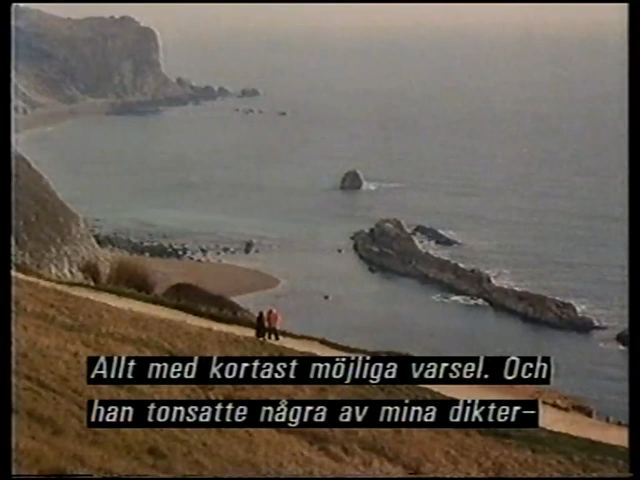 Allt med kortast möjliga varsel. Och
han tonsatte några av mina dikter–